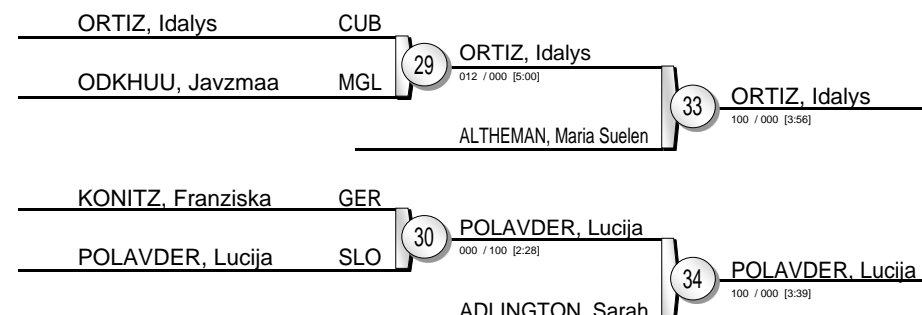 ORTIZ, Idalys CUB
ODKHUU, Javzmaa MGL
29
ORTIZ, Idalys
012 / 000 [5:00]
ALTHEMAN, Maria Suelen
33
ORTIZ, Idalys
100 / 000 [3:56]
KONITZ, Franziska GER
POLAVDER, Lucija SLO
30
POLAVDER, Lucija
000 / 100 [2:28]
ADLINGTON, Sarah
34
POLAVDER, Lucija
100 / 000 [3:39]